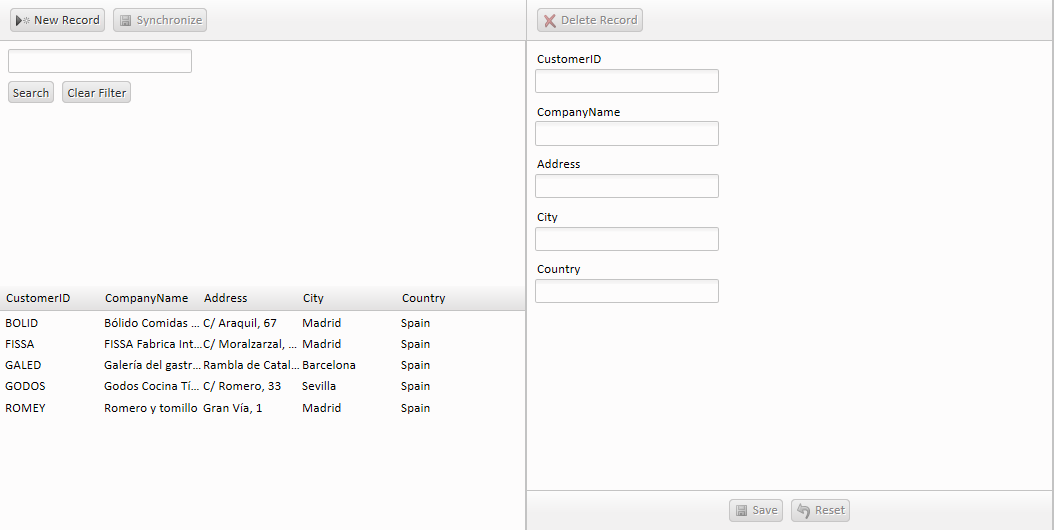 New Record Synchronize
Search Clear Filter
CustomerID CompanyName Address City Country
BOLID Bólido Comidas ... C/ Araquil, 67 Madrid Spain
FISSA FISSA Fabrica Int... C/ Moralzarzal, ... Madrid Spain
GALED Galería del gastr... Rambla de Catal... Barcelona Spain
GODOS Godos Cocina Tí... C/ Romero, 33 Sevilla Spain
ROMEY Romero y tomillo Gran Vía, 1 Madrid Spain
Delete Record
CustomerID
CompanyName
Address
City
Country
Save Reset